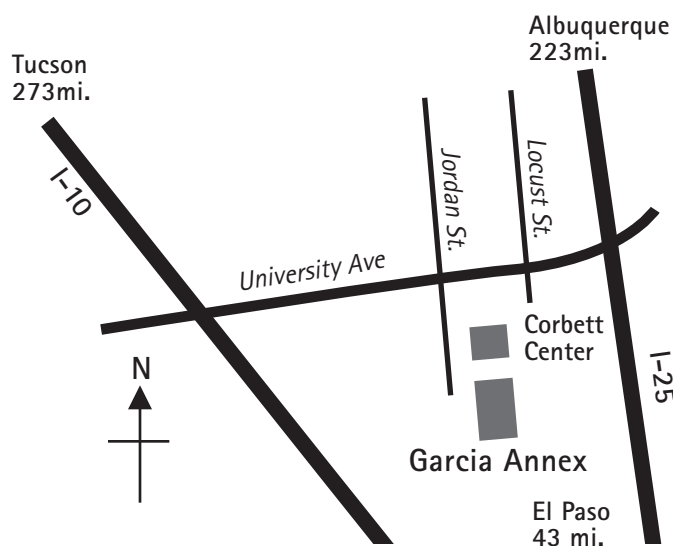 Albuquerque
223mi.
Tucson
273mi.
I-10
Jordan St.
Locust St.
University Ave
Corbett
Center
N
I-25
Garcia Annex
El Paso
43 mi.